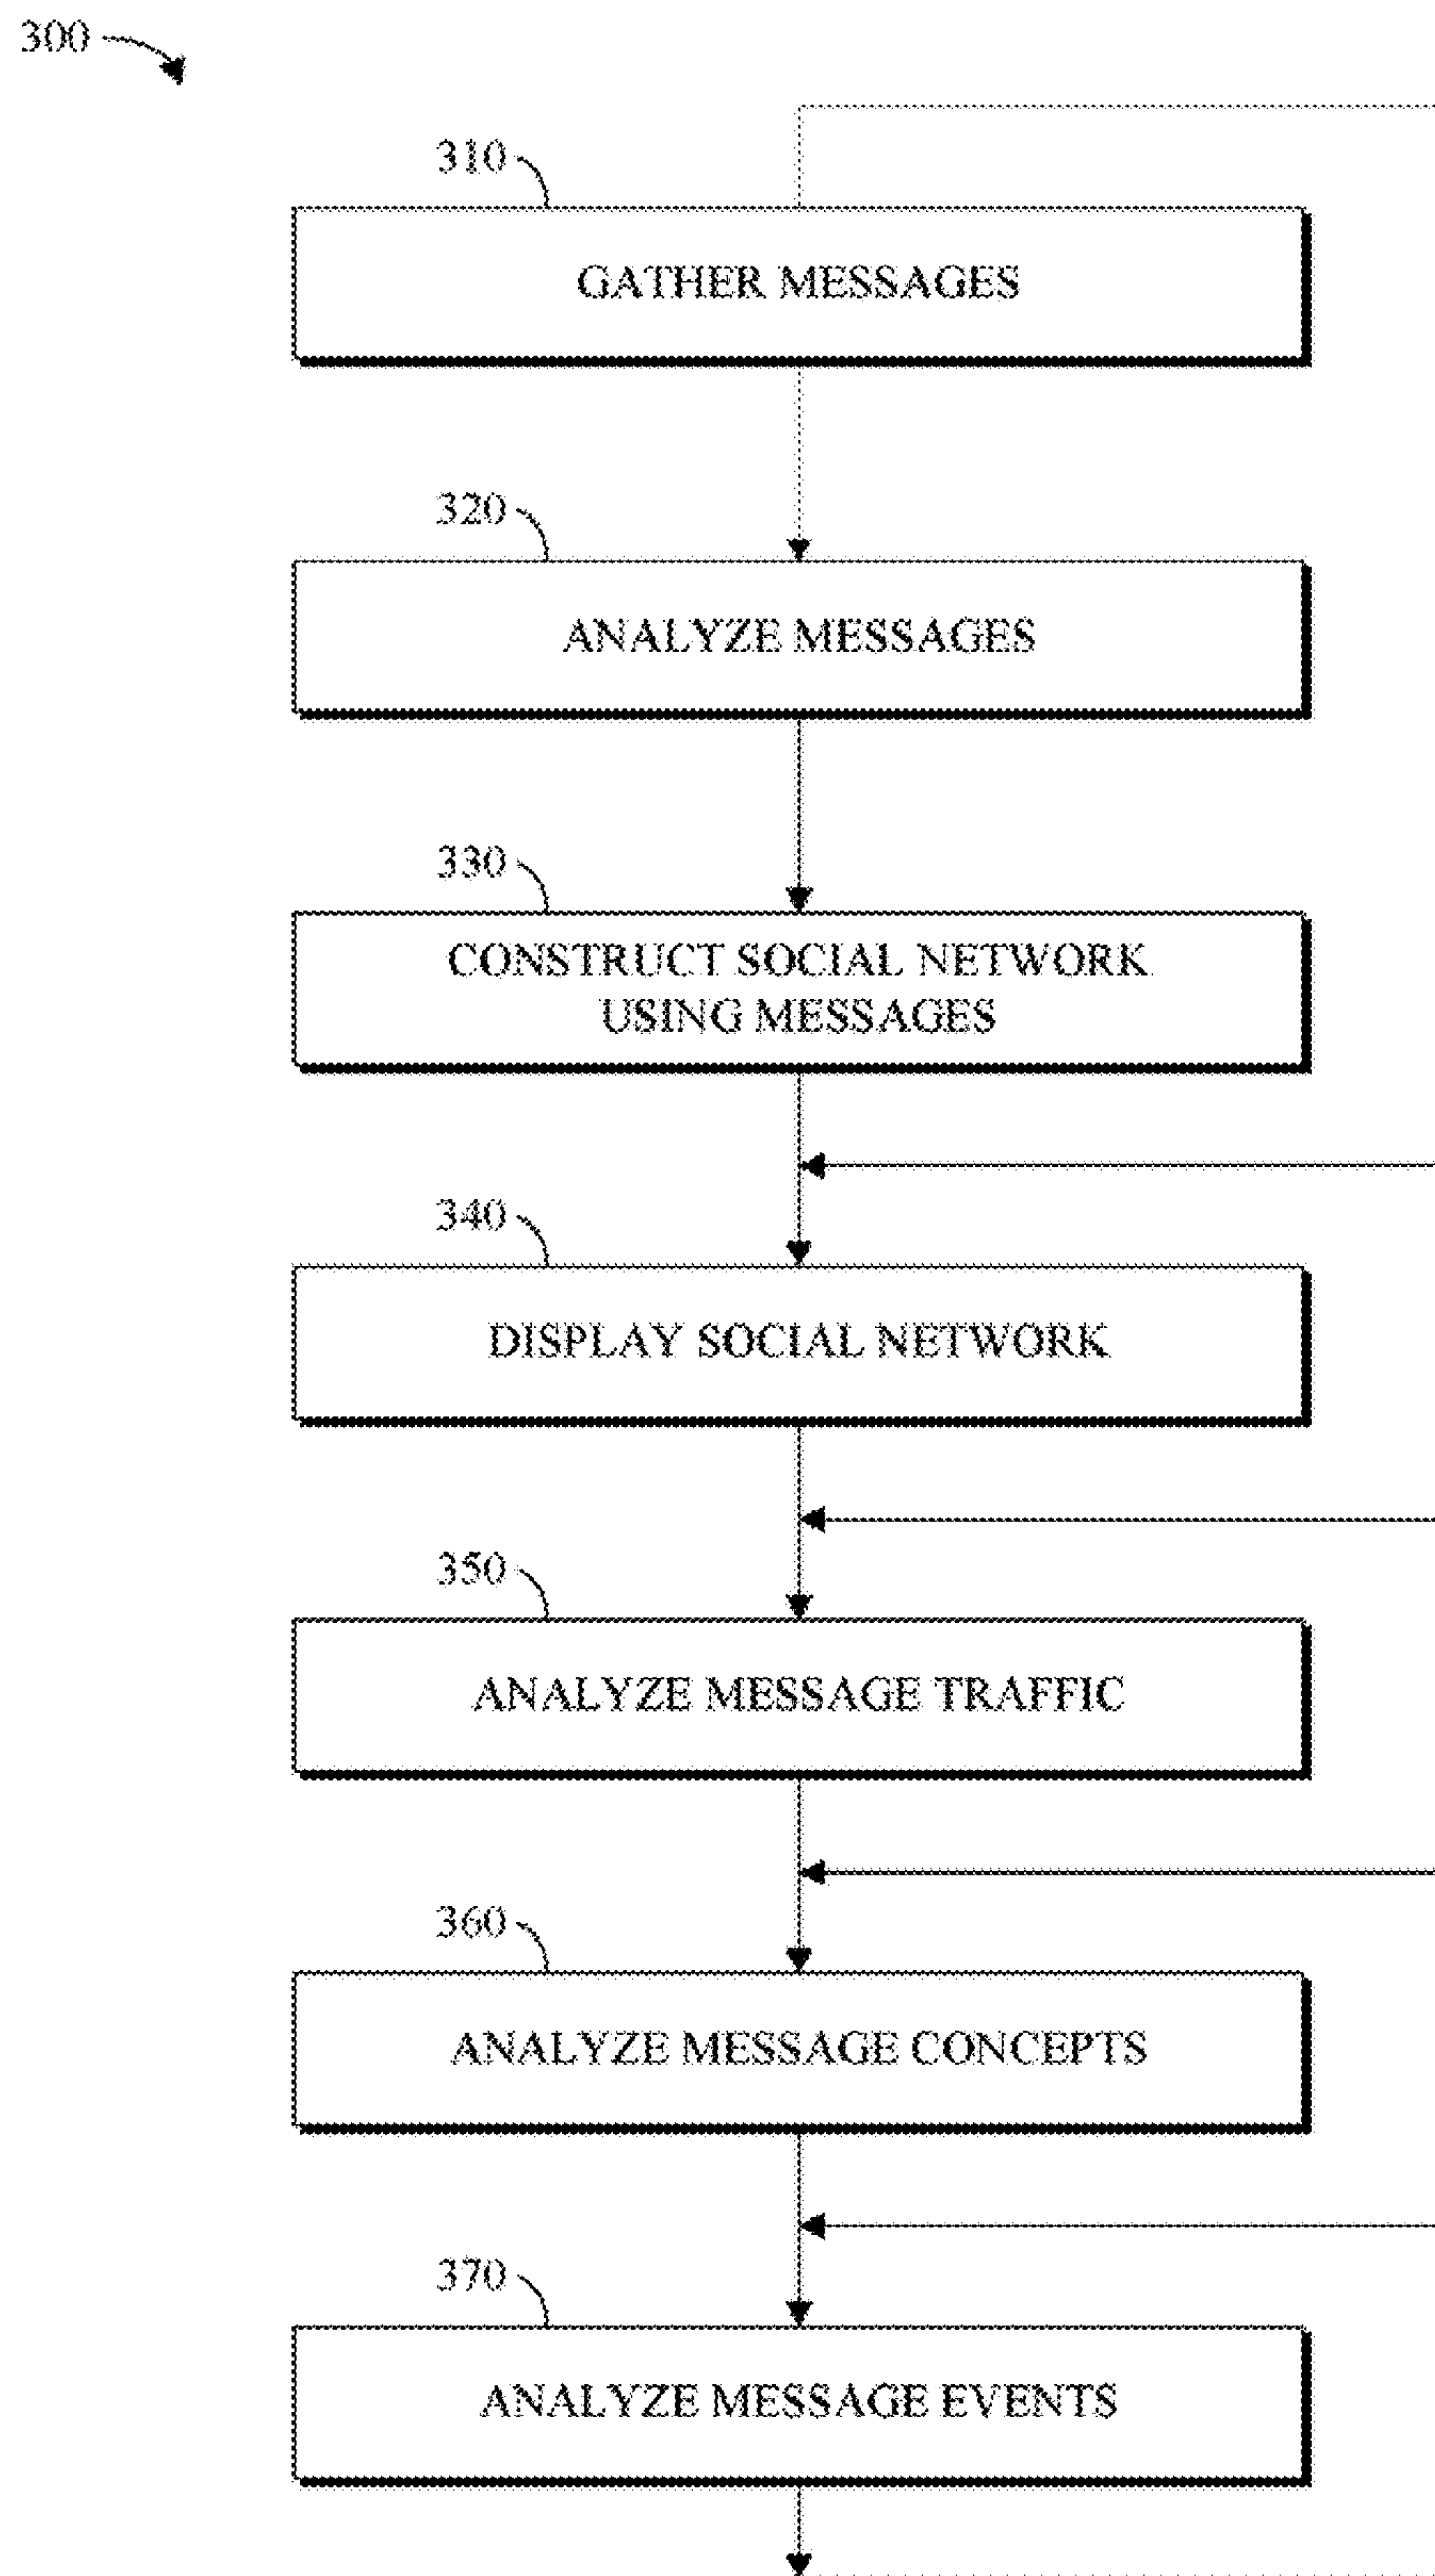 300
310
GATHER MESSAGES
320
ANALYZE MESSAGES
330
CONSTRUCT SOCIAL NETWORK
USING MESSAGES
340
DISPLAY SOCIAL NETWORK
350
ANALYZE MESSAGE TRAFFIC
360
ANALYZE MESSAGE CONCEPTS
370
ANALYZE MESSAGE EVENTS